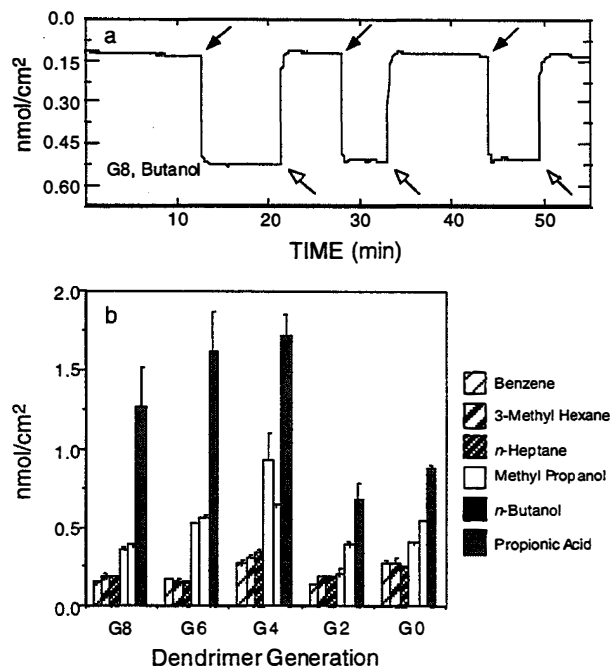 a
0.0
0.15
0.30
0.45
0.60
nmol/cm²
G8, Butanol
10
20
30
40
50
TIME (min)
b
2.0
1.5
1.0
0.5
0.0
nmol/cm²
G8
G6
G4
G2
G0
Dendrimer Generation
Benzene
3-Methyl Hexane
n-Heptane
Methyl Propanol
n-Butanol
Propionic Acid